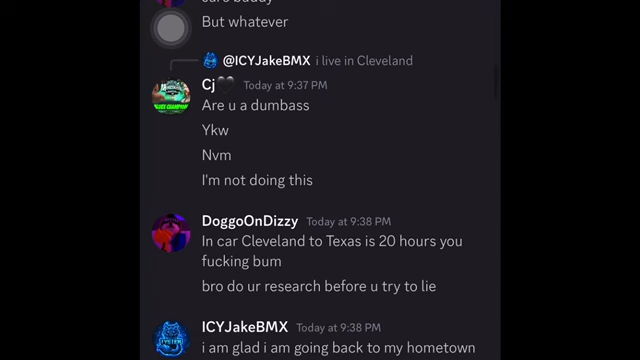 sure buddy
But whatever
@ICYJakeBMX i live in Cleveland
Cj🖤 Today at 9:37 PM
Are u a dumbass
Ykw
Nvm
I'm not doing this
DoggoOnDizzy Today at 9:38 PM
In car Cleveland to Texas is 20 hours you
fucking bum
bro do ur research before u try to lie
ICYJakeBMX Today at 9:38 PM
i am glad i am going back to my hometown